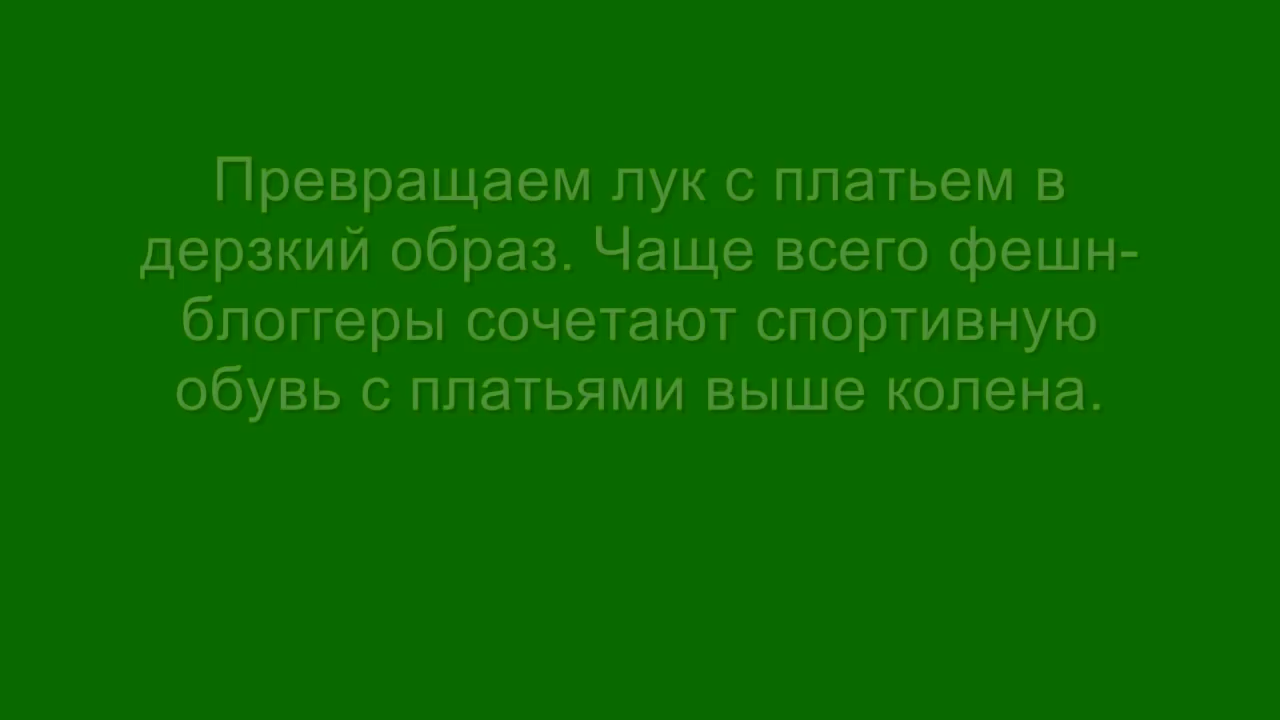 Превращаем лук с платьем в
дерзкий образ. Чаще всего фешн-
блоггеры сочетают спортивную
обувь с платьями выше колена.